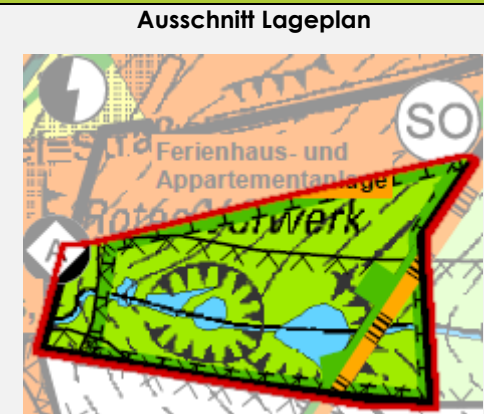 Ausschnitt Lageplan
SO
Ferienhaus- und
Appartementanlage
A